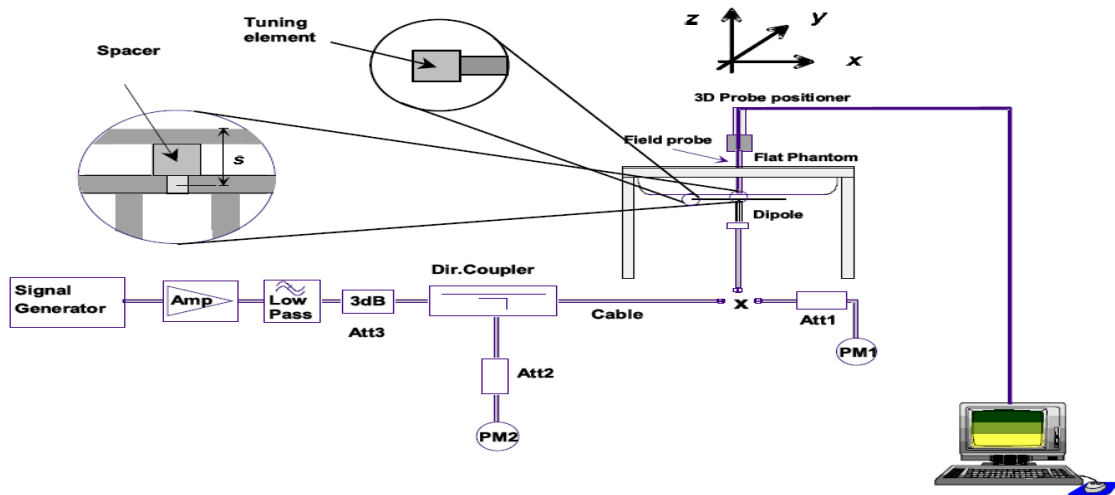 Tuning
element
Spacer
s
z
y
x
3D Probe positioner
Field probe
Flat Phantom
Dipole
Signal
Generator
Amp
Low
Pass
3dB
Att3
Dir.Coupler
Cable
x
Att1
PM1
Att2
PM2